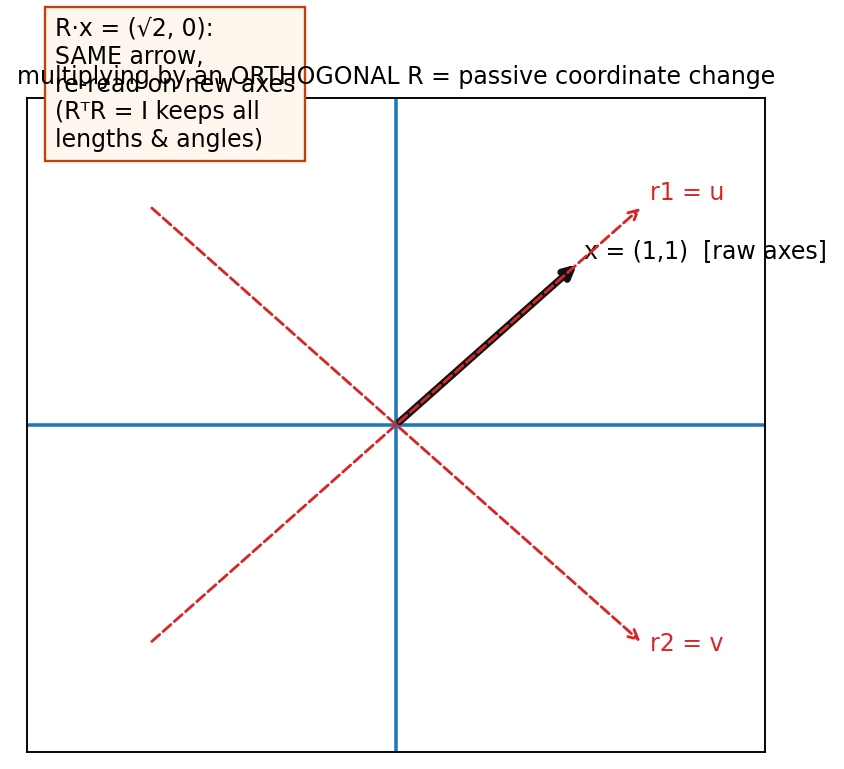 R·x = (√2, 0):
SAME arrow,
re-read on new axes
(RᵀR = I keeps all
lengths & angles)
multiplying by an ORTHOGONAL R = passive coordinate change
r1 = u
x = (1,1)  [raw axes]
r2 = v